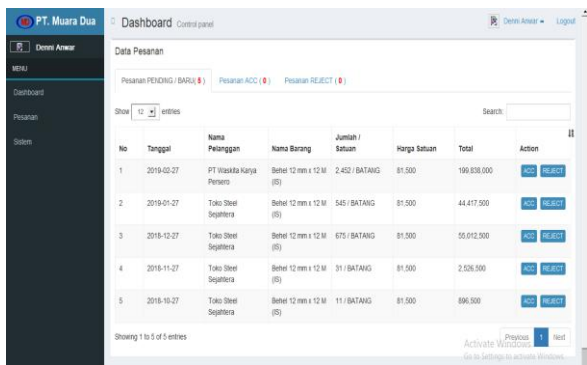 PT. Muara Dua
Dashboard Control panel
Denni Anwar
Logout
Denni Anwar
MENU
Dashboard
Pesanan
Sistem
Data Pesanan
Pesanan PENDING / BARU( 5 ) Pesanan ACC ( 0 ) Pesanan REJECT ( 0 )
Show 12 entries Search:
No Tanggal Nama Pelanggan Nama Barang Jumlah / Satuan Harga Satuan Total Action
1 2019-02-27 PT Waskita Karya Persero Behel 12 mm x 12 M (IS) 2,452 / BATANG 81,500 199,838,000 ACC REJECT
2 2019-01-27 Toko Steel Sejahtera Behel 12 mm x 12 M (IS) 545 / BATANG 81,500 44,417,500 ACC REJECT
3 2018-12-27 Toko Steel Sejahtera Behel 12 mm x 12 M (IS) 675 / BATANG 81,500 55,012,500 ACC REJECT
4 2018-11-27 Toko Steel Sejahtera Behel 12 mm x 12 M (IS) 31 / BATANG 81,500 2,526,500 ACC REJECT
5 2018-10-27 Toko Steel Sejahtera Behel 12 mm x 12 M (IS) 11 / BATANG 81,500 896,500 ACC REJECT
Showing 1 to 5 of 5 entries
Previous 1 Next
Activate Windows
Go to Settings to activate Windows.